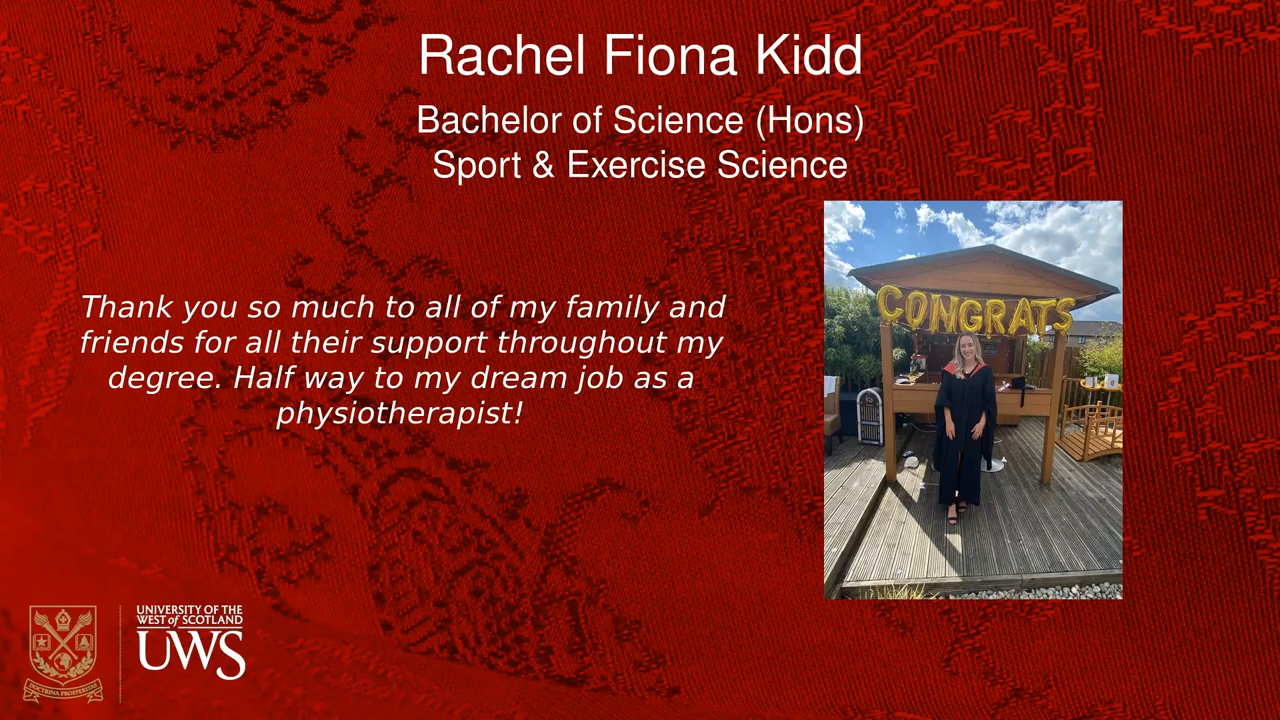 Rachel Fiona Kidd
Bachelor of Science (Hons)
Sport & Exercise Science
Thank you so much to all of my family and
friends for all their support throughout my
degree. Half way to my dream job as a
physiotherapist!
CONGRATS
DOCTRINA PROSPERITAS
UNIVERSITY OF THE
WEST of SCOTLAND
UWS